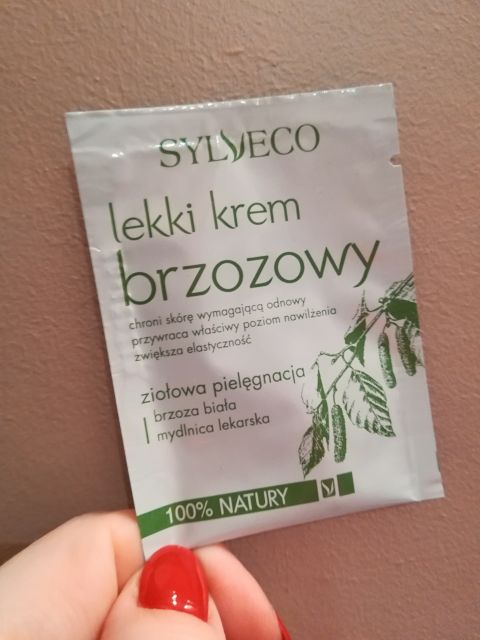 SYLVECO
lekki krem
brzozowy
chroni skórę wymagającą odnowy
przywraca właściwy poziom nawilżenia
zwiększa elastyczność
ziołowa pielęgnacja
brzoza biała
mydlnica lekarska
100% NATURY